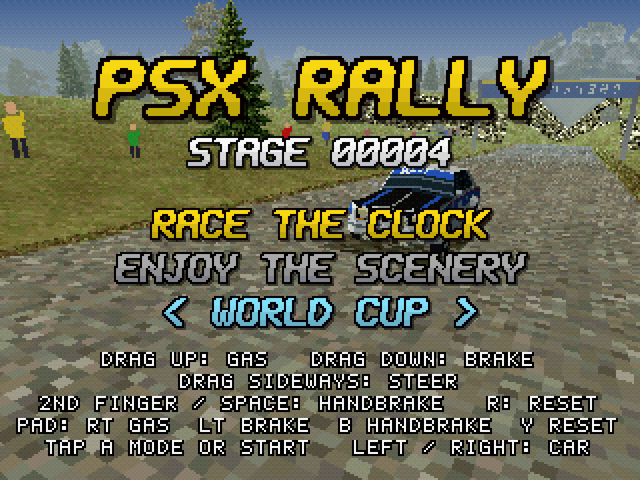 PSX RALLY
STAGE 00004
RACE THE CLOCK
ENJOY THE SCENERY
< WORLD CUP >
DRAG UP: GAS DRAG DOWN: BRAKE
DRAG SIDEWAYS: STEER
2ND FINGER / SPACE: HANDBRAKE R: RESET
PAD: RT GAS LT BRAKE B HANDBRAKE Y RESET
TAP A MODE OR START LEFT / RIGHT: CAR